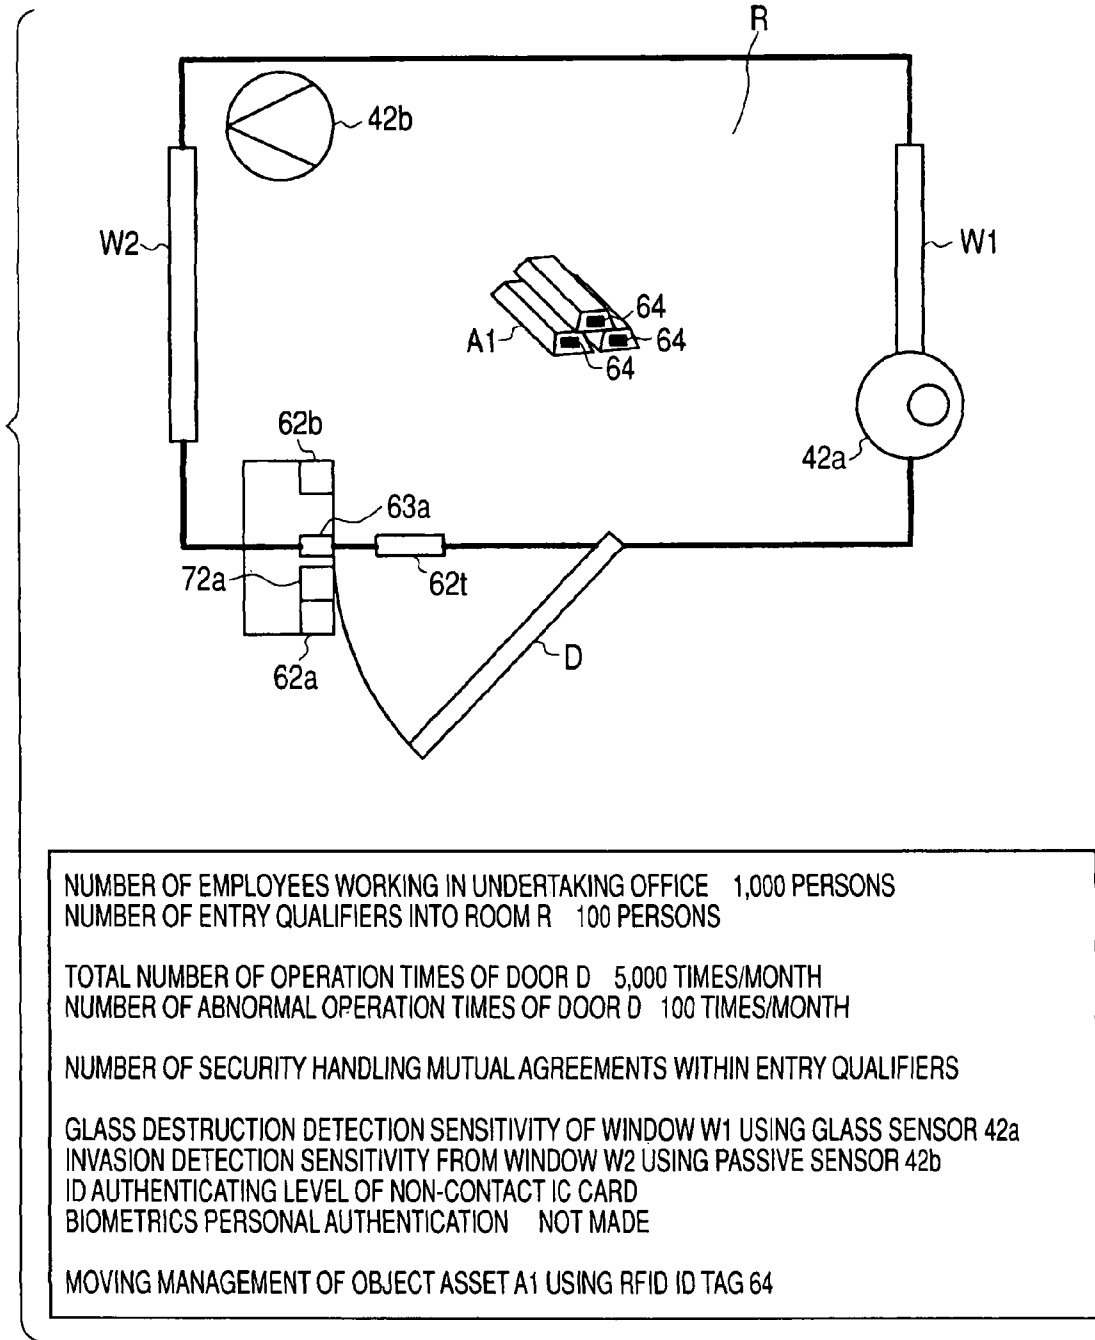 R
42b
W2
W1
64
A1
64
64
62b
42a
63a
72a
62t
62a
D
NUMBER OF EMPLOYEES WORKING IN UNDERTAKING OFFICE 1,000 PERSONS
NUMBER OF ENTRY QUALIFIERS INTO ROOM R 100 PERSONS
TOTAL NUMBER OF OPERATION TIMES OF DOOR D 5,000 TIMES/MONTH
NUMBER OF ABNORMAL OPERATION TIMES OF DOOR D 100 TIMES/MONTH
NUMBER OF SECURITY HANDLING MUTUAL AGREEMENTS WITHIN ENTRY QUALIFIERS
GLASS DESTRUCTION DETECTION SENSITIVITY OF WINDOW W1 USING GLASS SENSOR 42a
INVASION DETECTION SENSITIVITY FROM WINDOW W2 USING PASSIVE SENSOR 42b
ID AUTHENTICATING LEVEL OF NON-CONTACT IC CARD
BIOMETRICS PERSONAL AUTHENTICATION NOT MADE
MOVING MANAGEMENT OF OBJECT ASSET A1 USING RFID ID TAG 64